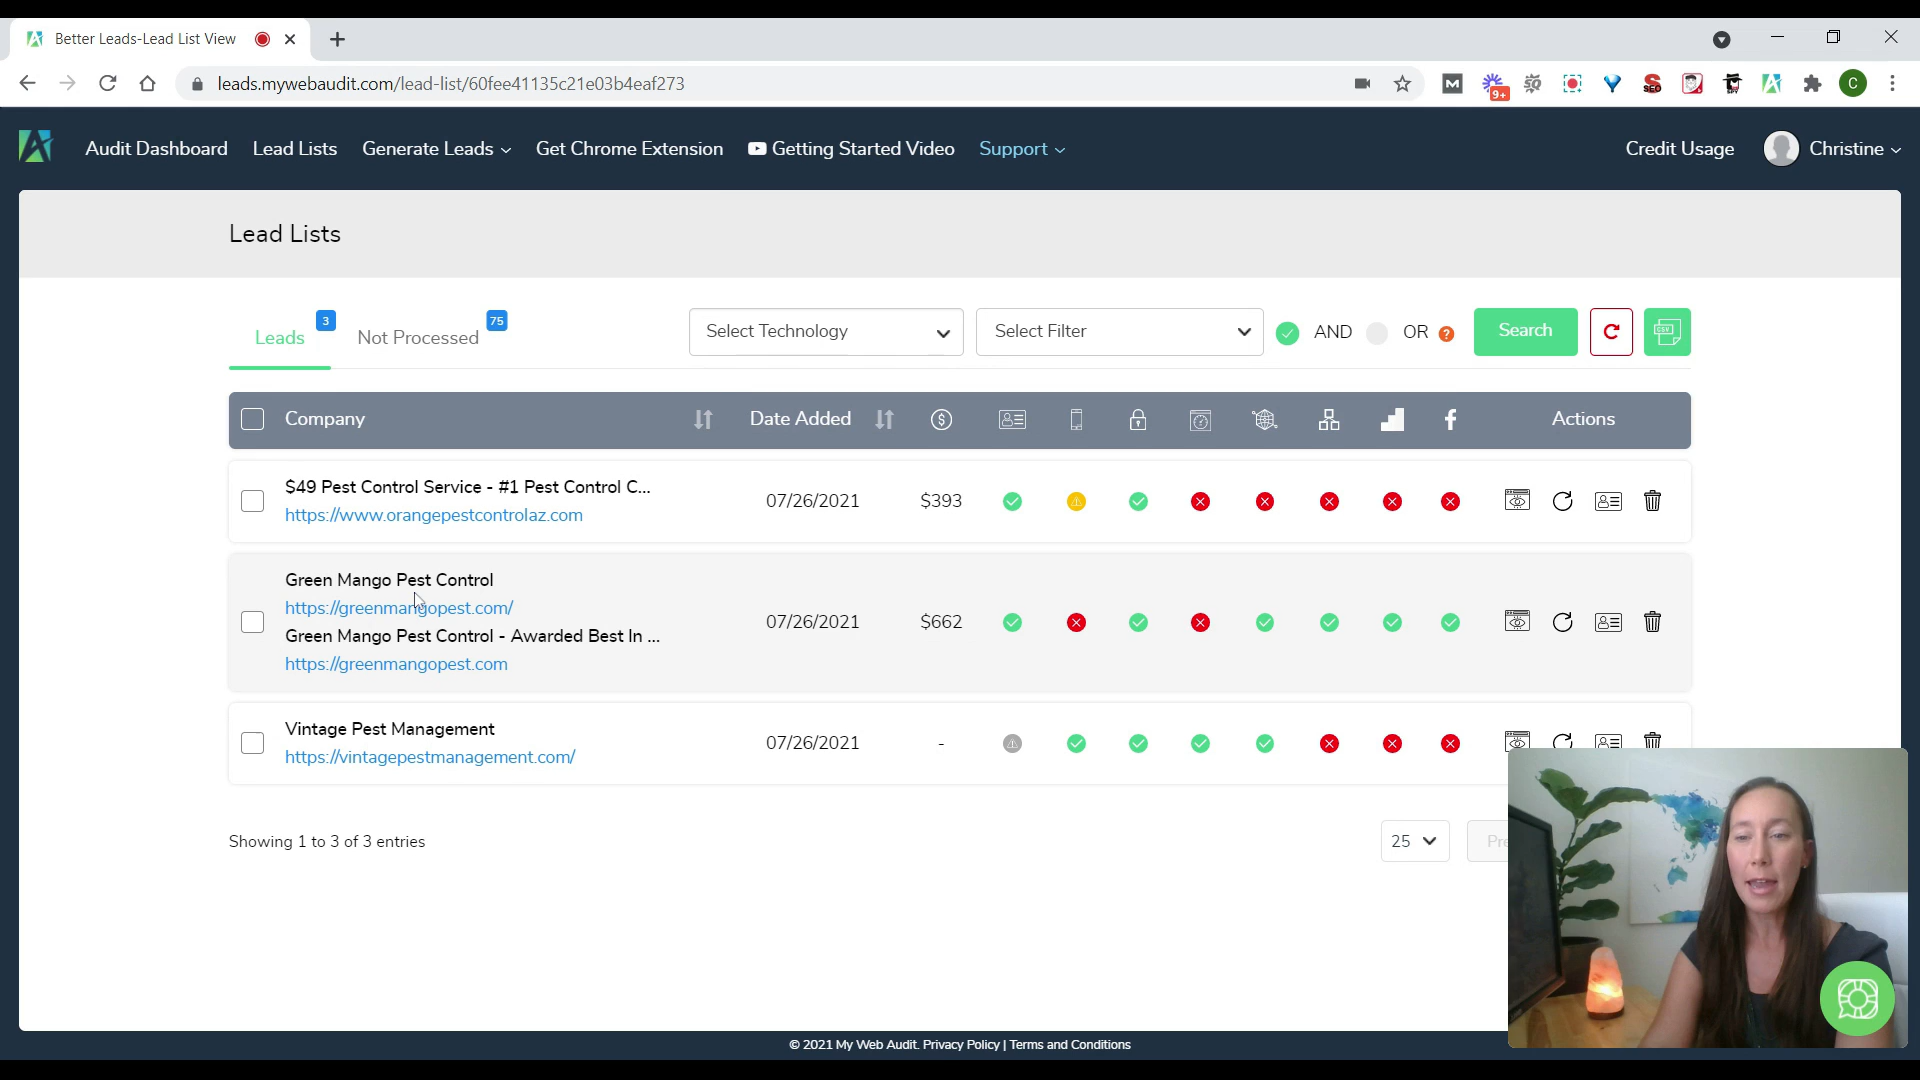 Better Leads-Lead List View
leads.mywebaudit.com/lead-list/60fee41135c21e03b4eaf273
9+
SEO
SPY
C
Audit Dashboard Lead Lists Generate Leads Get Chrome Extension Getting Started Video Support Credit Usage Christine
Lead Lists
Leads 3 Not Processed 75 Select Technology Select Filter AND OR ? Search CSV
Company Date Added $ Actions
$49 Pest Control Service - #1 Pest Control C...
https://www.orangepestcontrolaz.com
07/26/2021 $393
Green Mango Pest Control
https://greenmangopest.com/
Green Mango Pest Control - Awarded Best In ...
https://greenmangopest.com
07/26/2021 $662
Vintage Pest Management
https://vintagepestmanagement.com/
07/26/2021 -
Showing 1 to 3 of 3 entries 25
© 2021 My Web Audit. Privacy Policy | Terms and Conditions